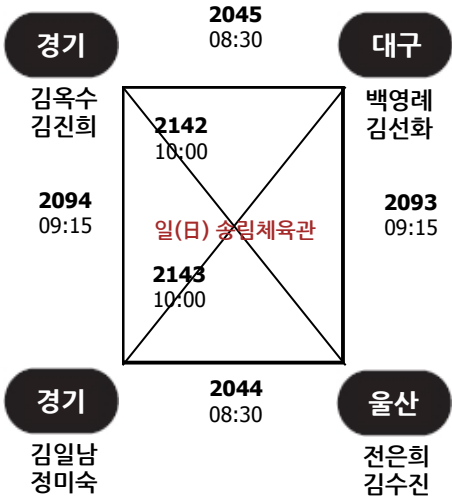 2045
08:30
경기
대구
김옥수
김진희
백영례
김선화
2142
10:00
2094
09:15
2093
09:15
일(日) 송림체육관
2143
10:00
경기
2044
08:30
울산
김일남
정미숙
전은희
김수진